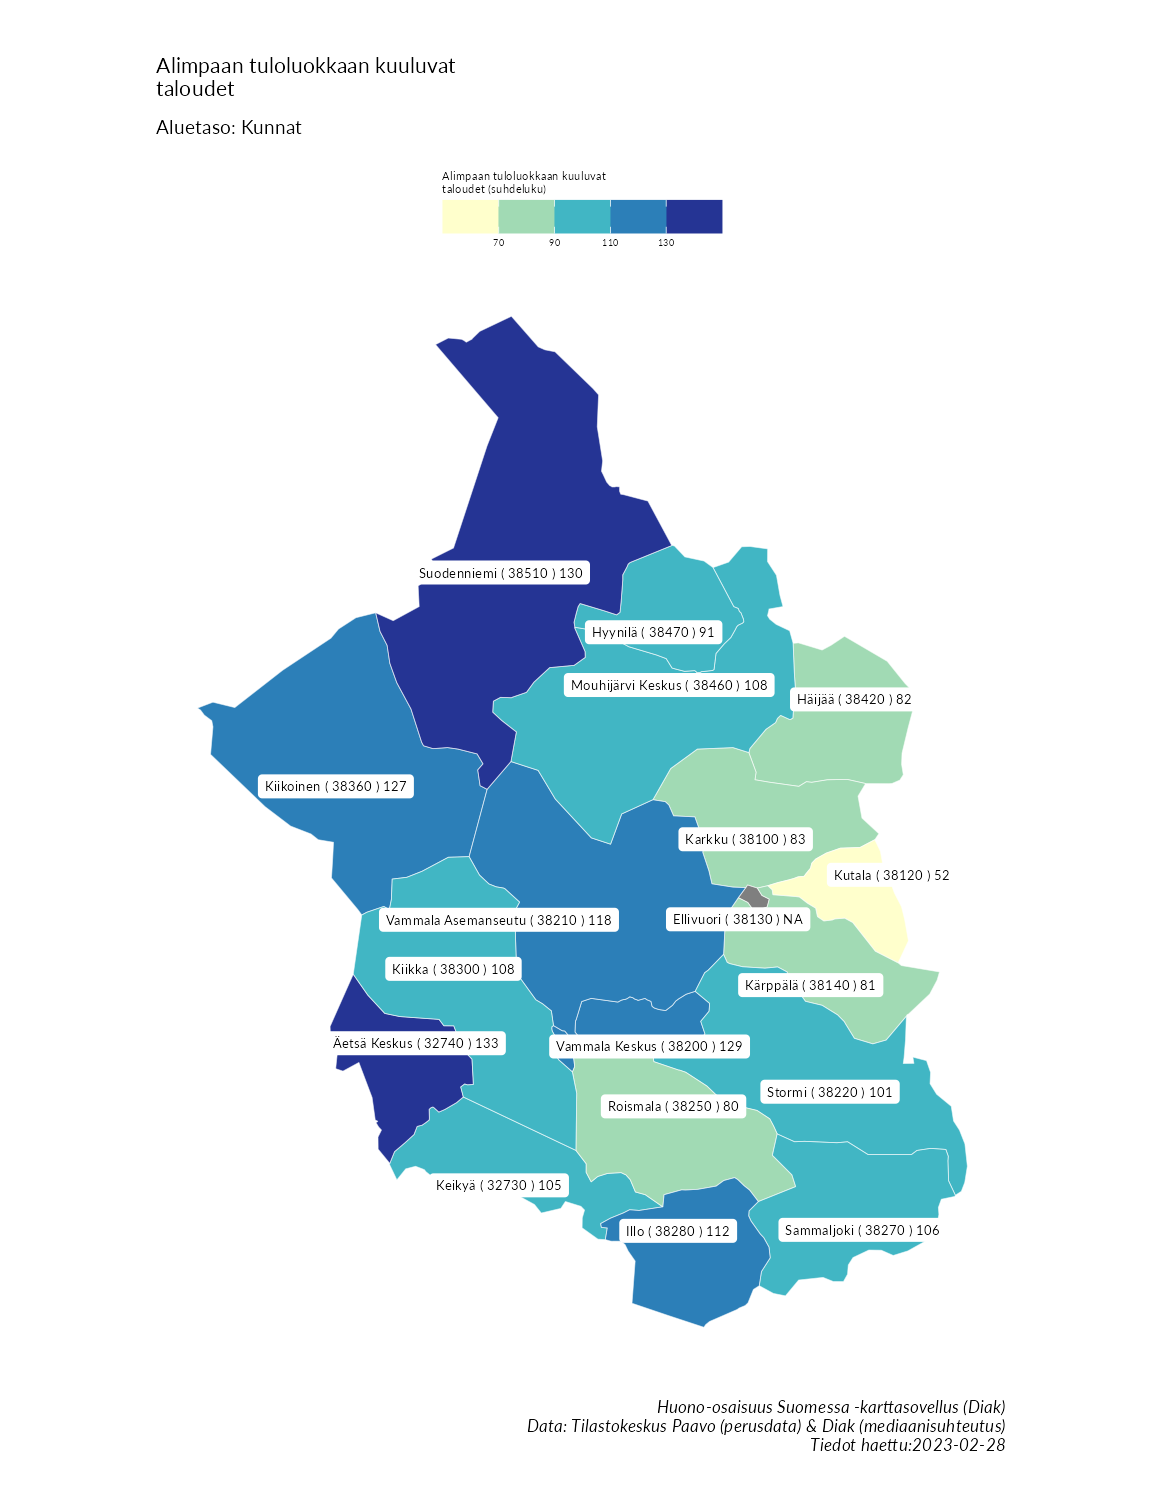 Alimpaan tuloluokkaan kuuluvat
taloudet
Aluetaso: Kunnat
Alimpaan tuloluokkaan kuuluvat
taloudet (suhdeluku)
70 90 110 130
Suodenniemi ( 38510 ) 130
Hyynilä ( 38470 ) 91
Mouhijärvi Keskus ( 38460 ) 108
Häijää ( 38420 ) 82
Kiikoinen ( 38360 ) 127
Karkku ( 38100 ) 83
Kutala ( 38120 ) 52
Vammala Asemanseutu ( 38210 ) 118
Ellivuori ( 38130 ) NA
Kiikka ( 38300 ) 108
Kärppälä ( 38140 ) 81
Äetsä Keskus ( 32740 ) 133
Vammala Keskus ( 38200 ) 129
Stormi ( 38220 ) 101
Roismala ( 38250 ) 80
Keikyä ( 32730 ) 105
Illo ( 38280 ) 112
Sammaljoki ( 38270 ) 106
Huono-osaisuus Suomessa -karttasovellus (Diak)
Data: Tilastokeskus Paavo (perusdata) & Diak (mediaanisuhteutus)
Tiedot haettu:2023-02-28